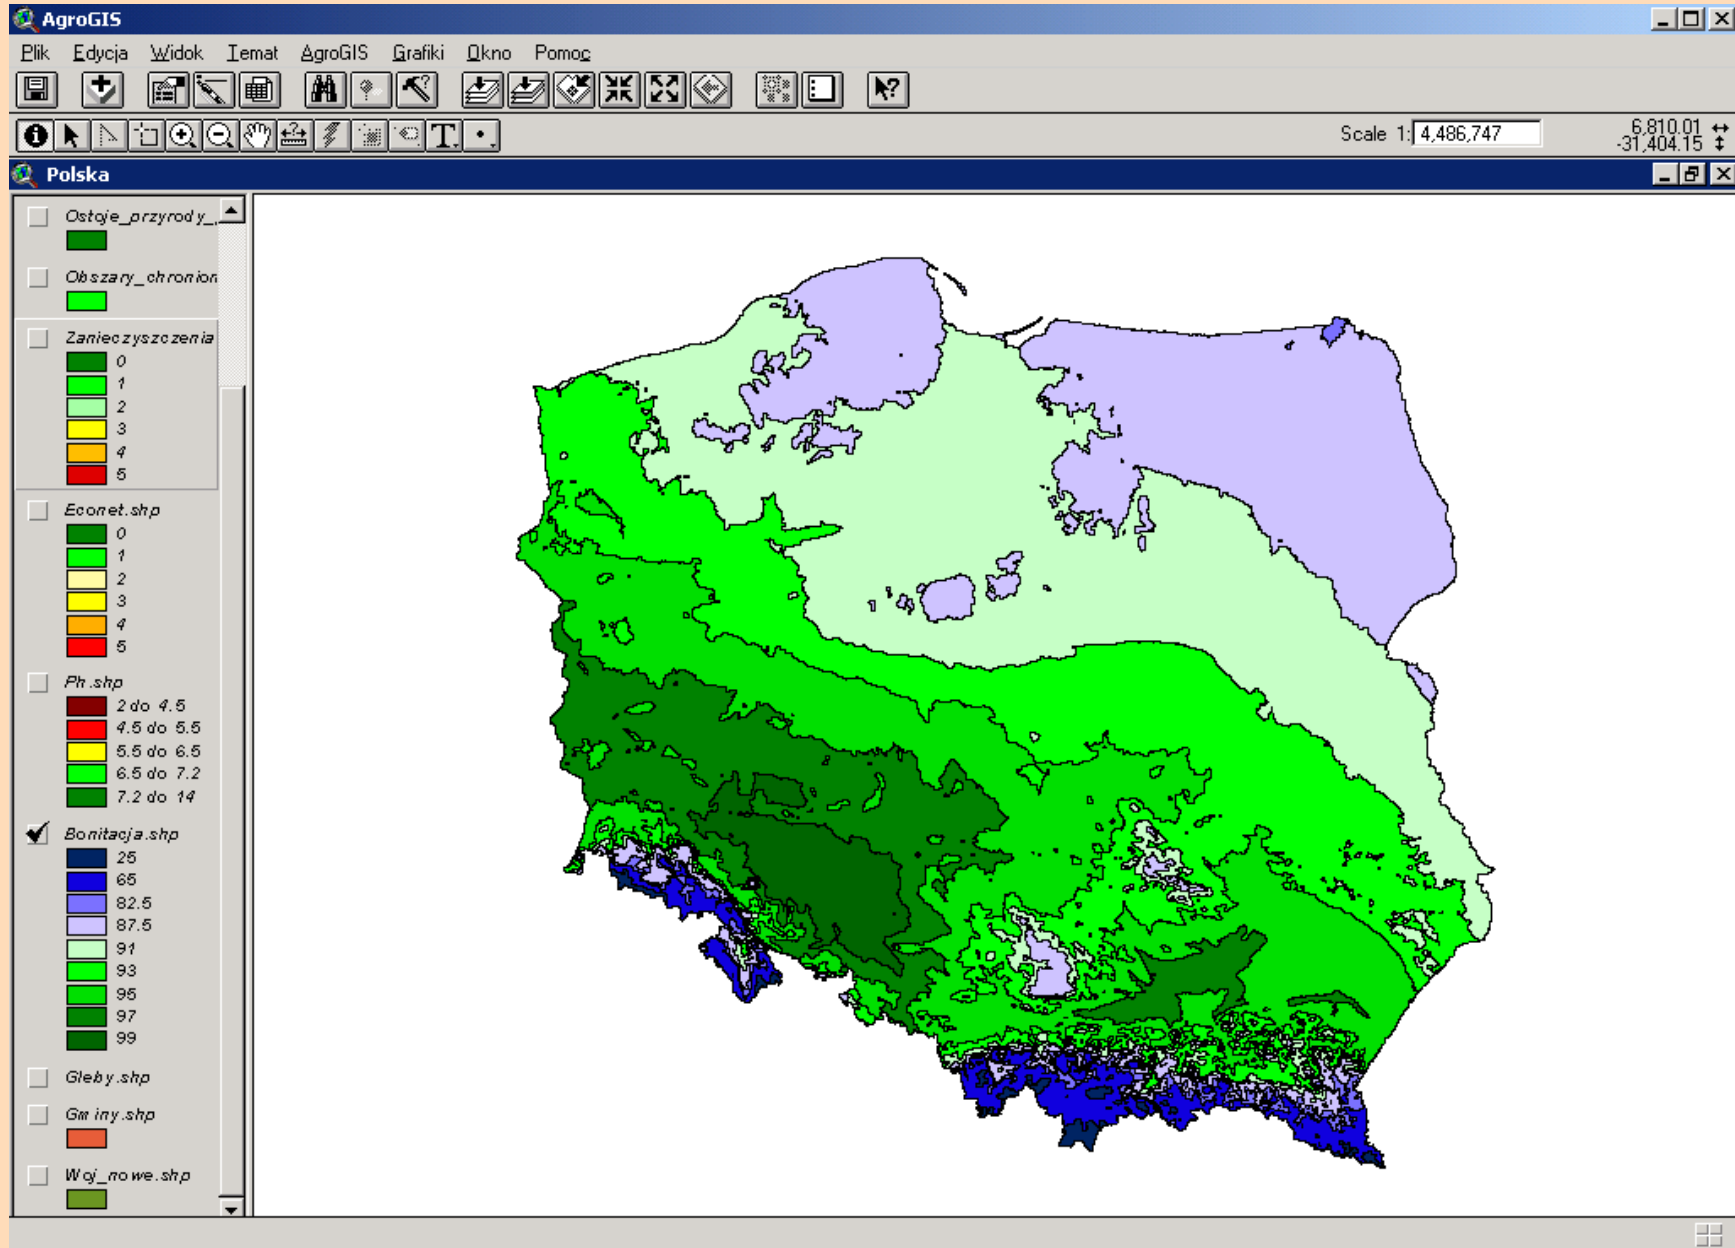 AgroGIS
Plik Edycja Widok Temat AgroGIS Grafiki Okno Pomoc
Scale 1: 4,486,747
6,810.01
-31,404.15
Polska
Ostoje_przyrody_
Obszary_chronion
Zanieczyszczenia
0
1
2
3
4
5
Econet.shp
0
1
2
3
4
5
Ph.shp
2 do 4.5
4.5 do 5.5
5.5 do 6.5
6.5 do 7.2
7.2 do 14
Bonitacja.shp
25
65
82.5
87.5
91
93
95
97
99
Gleby.shp
Gminy.shp
Woj_nowe.shp